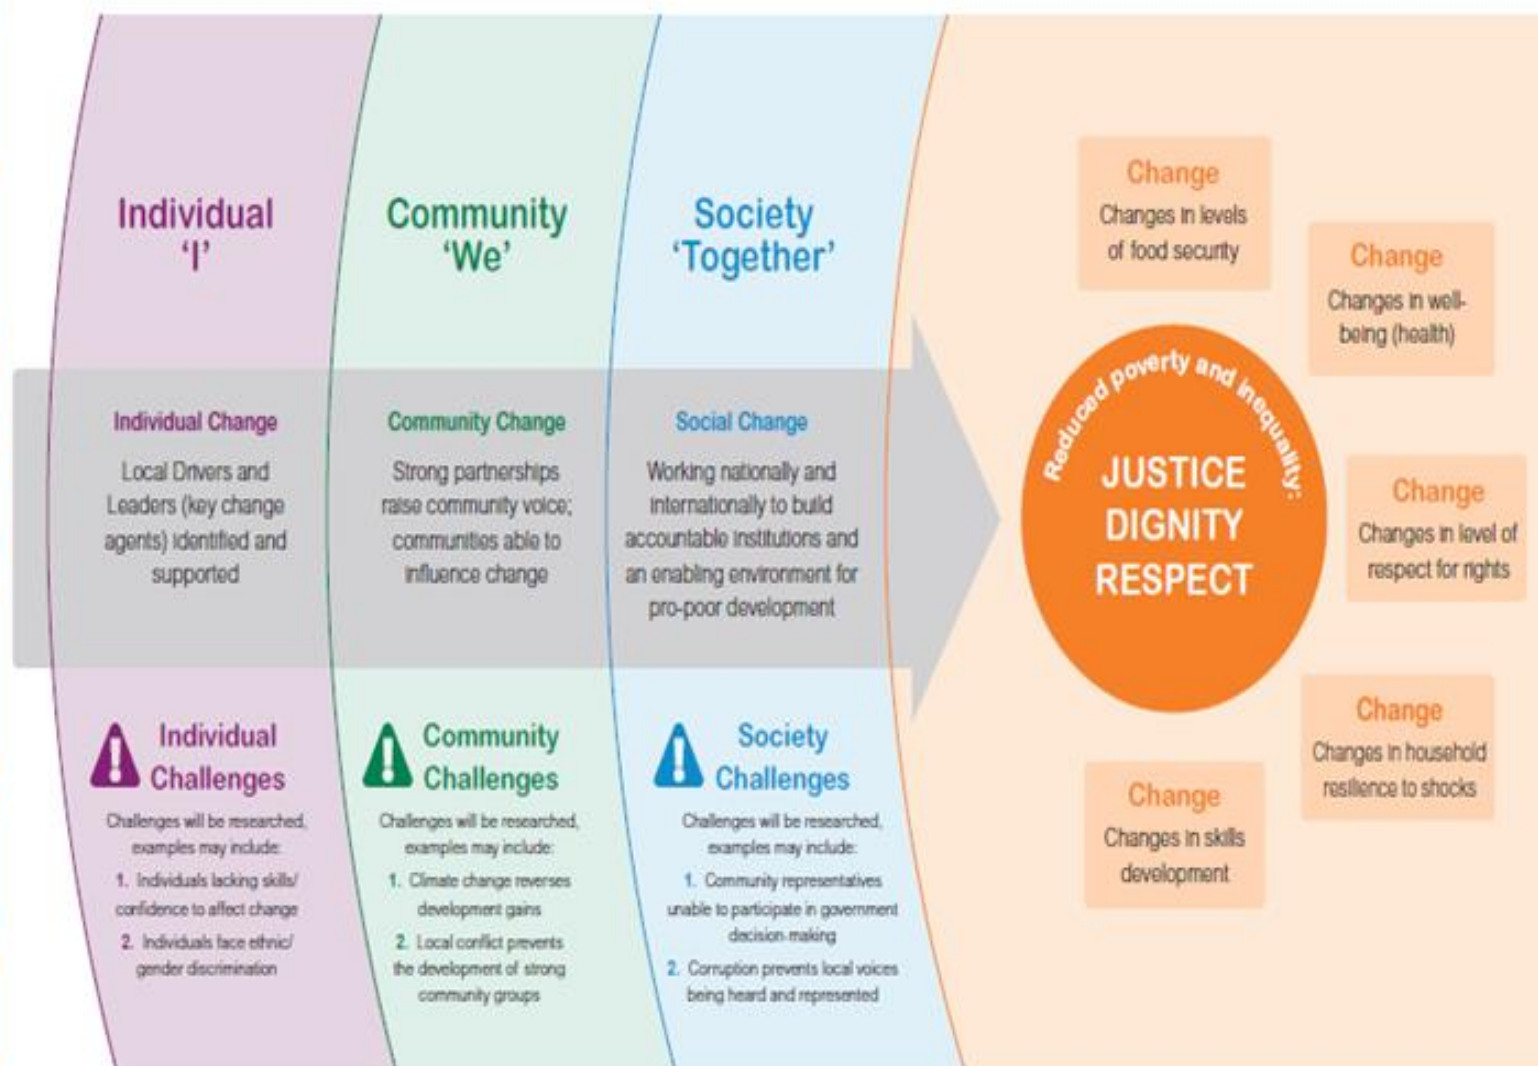 Individual
‘I’
Individual Change
Local Drivers and
Leaders (key change
agents) identified and
supported
Individual
Challenges
Challenges will be researched,
examples may include:
1. Individuals lacking skills/
confidence to affect change
2. Individuals face ethnic/
gender discrimination
Community
‘We’
Community Change
Strong partnerships
raise community voice;
communities able to
influence change
Community
Challenges
Challenges will be researched,
examples may include:
1. Climate change reverses
development gains
2. Local conflict prevents
the development of strong
community groups
Society
‘Together’
Social Change
Working nationally and
internationally to build
accountable institutions and
an enabling environment for
pro-poor development
Society
Challenges
Challenges will be researched,
examples may include:
1. Community representatives
unable to participate in government
decision-making
2. Corruption prevents local voices
being heard and represented
Reduced poverty and inequality:
JUSTICE
DIGNITY
RESPECT
Change
Changes in levels
of food security
Change
Changes in well-
being (health)
Change
Changes in level of
respect for rights
Change
Changes in household
resilience to shocks
Change
Changes in skills
development